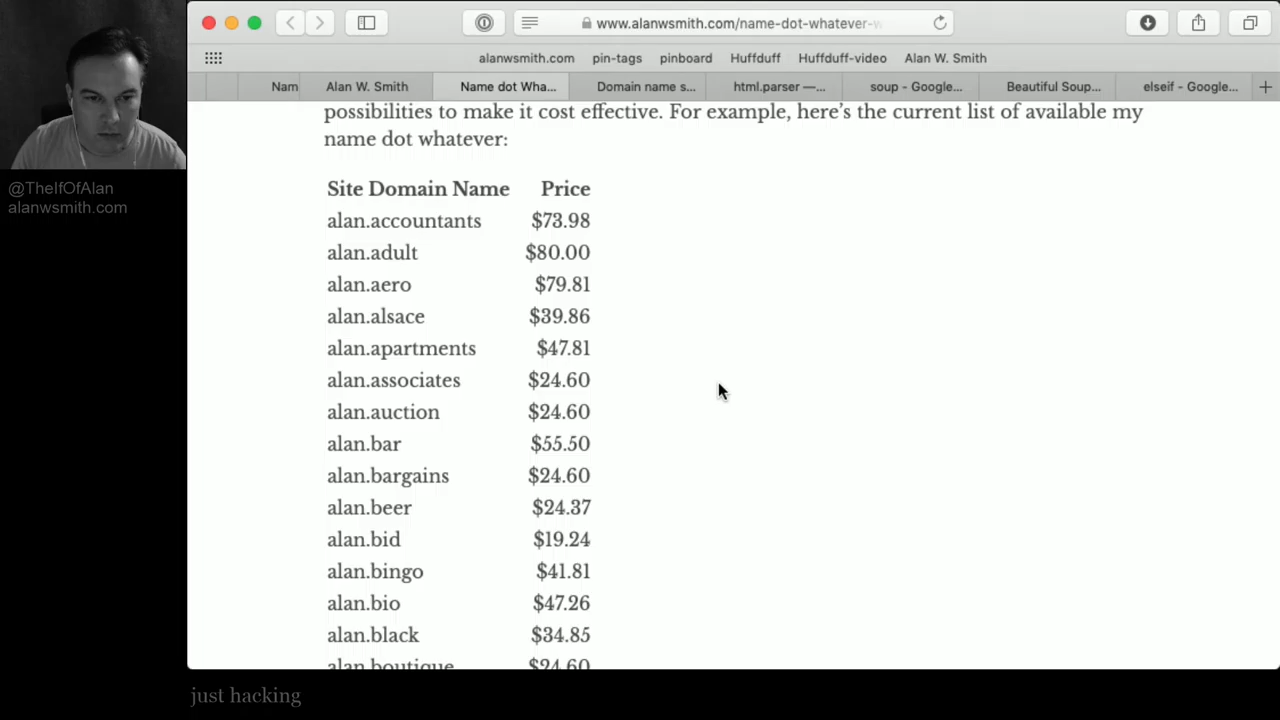 www.alanwsmith.com/name-dot-whatever-
alanwsmith.com pin-tags pinboard Huffduff Huffduff-video Alan W. Smith
Nam Alan W. Smith Name dot Wha... Domain name s... html.parser —... soup - Google... Beautiful Soup... elseif - Google...
possibilities to make it cost effective. For example, here's the current list of available my
name dot whatever:
@TheIfOfAlan
alanwsmith.com
Site Domain Name Price
alan.accountants $73.98
alan.adult $80.00
alan.aero $79.81
alan.alsace $39.86
alan.apartments $47.81
alan.associates $24.60
alan.auction $24.60
alan.bar $55.50
alan.bargains $24.60
alan.beer $24.37
alan.bid $19.24
alan.bingo $41.81
alan.bio $47.26
alan.black $34.85
alan.boutique $24.60
just hacking